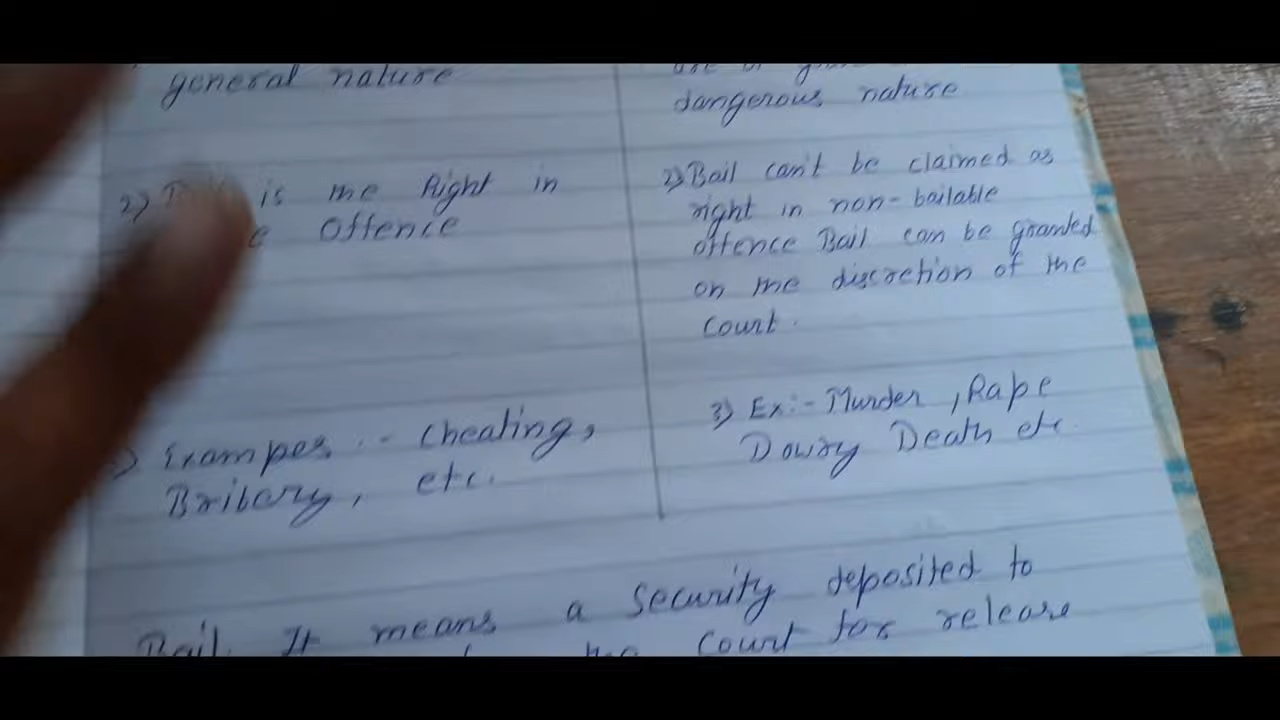 general nature
2) is the Right in
Offence
Exampes :- Cheating,
Bribery, etc.
dangerous nature
2) Bail can't be claimed as
right in non-bailable
offence Bail can be granted
on the discretion of the
Court.
3) Ex:- Murder, Rape
Dowry Death etc
Bail. It means a security deposited to
the Court for release